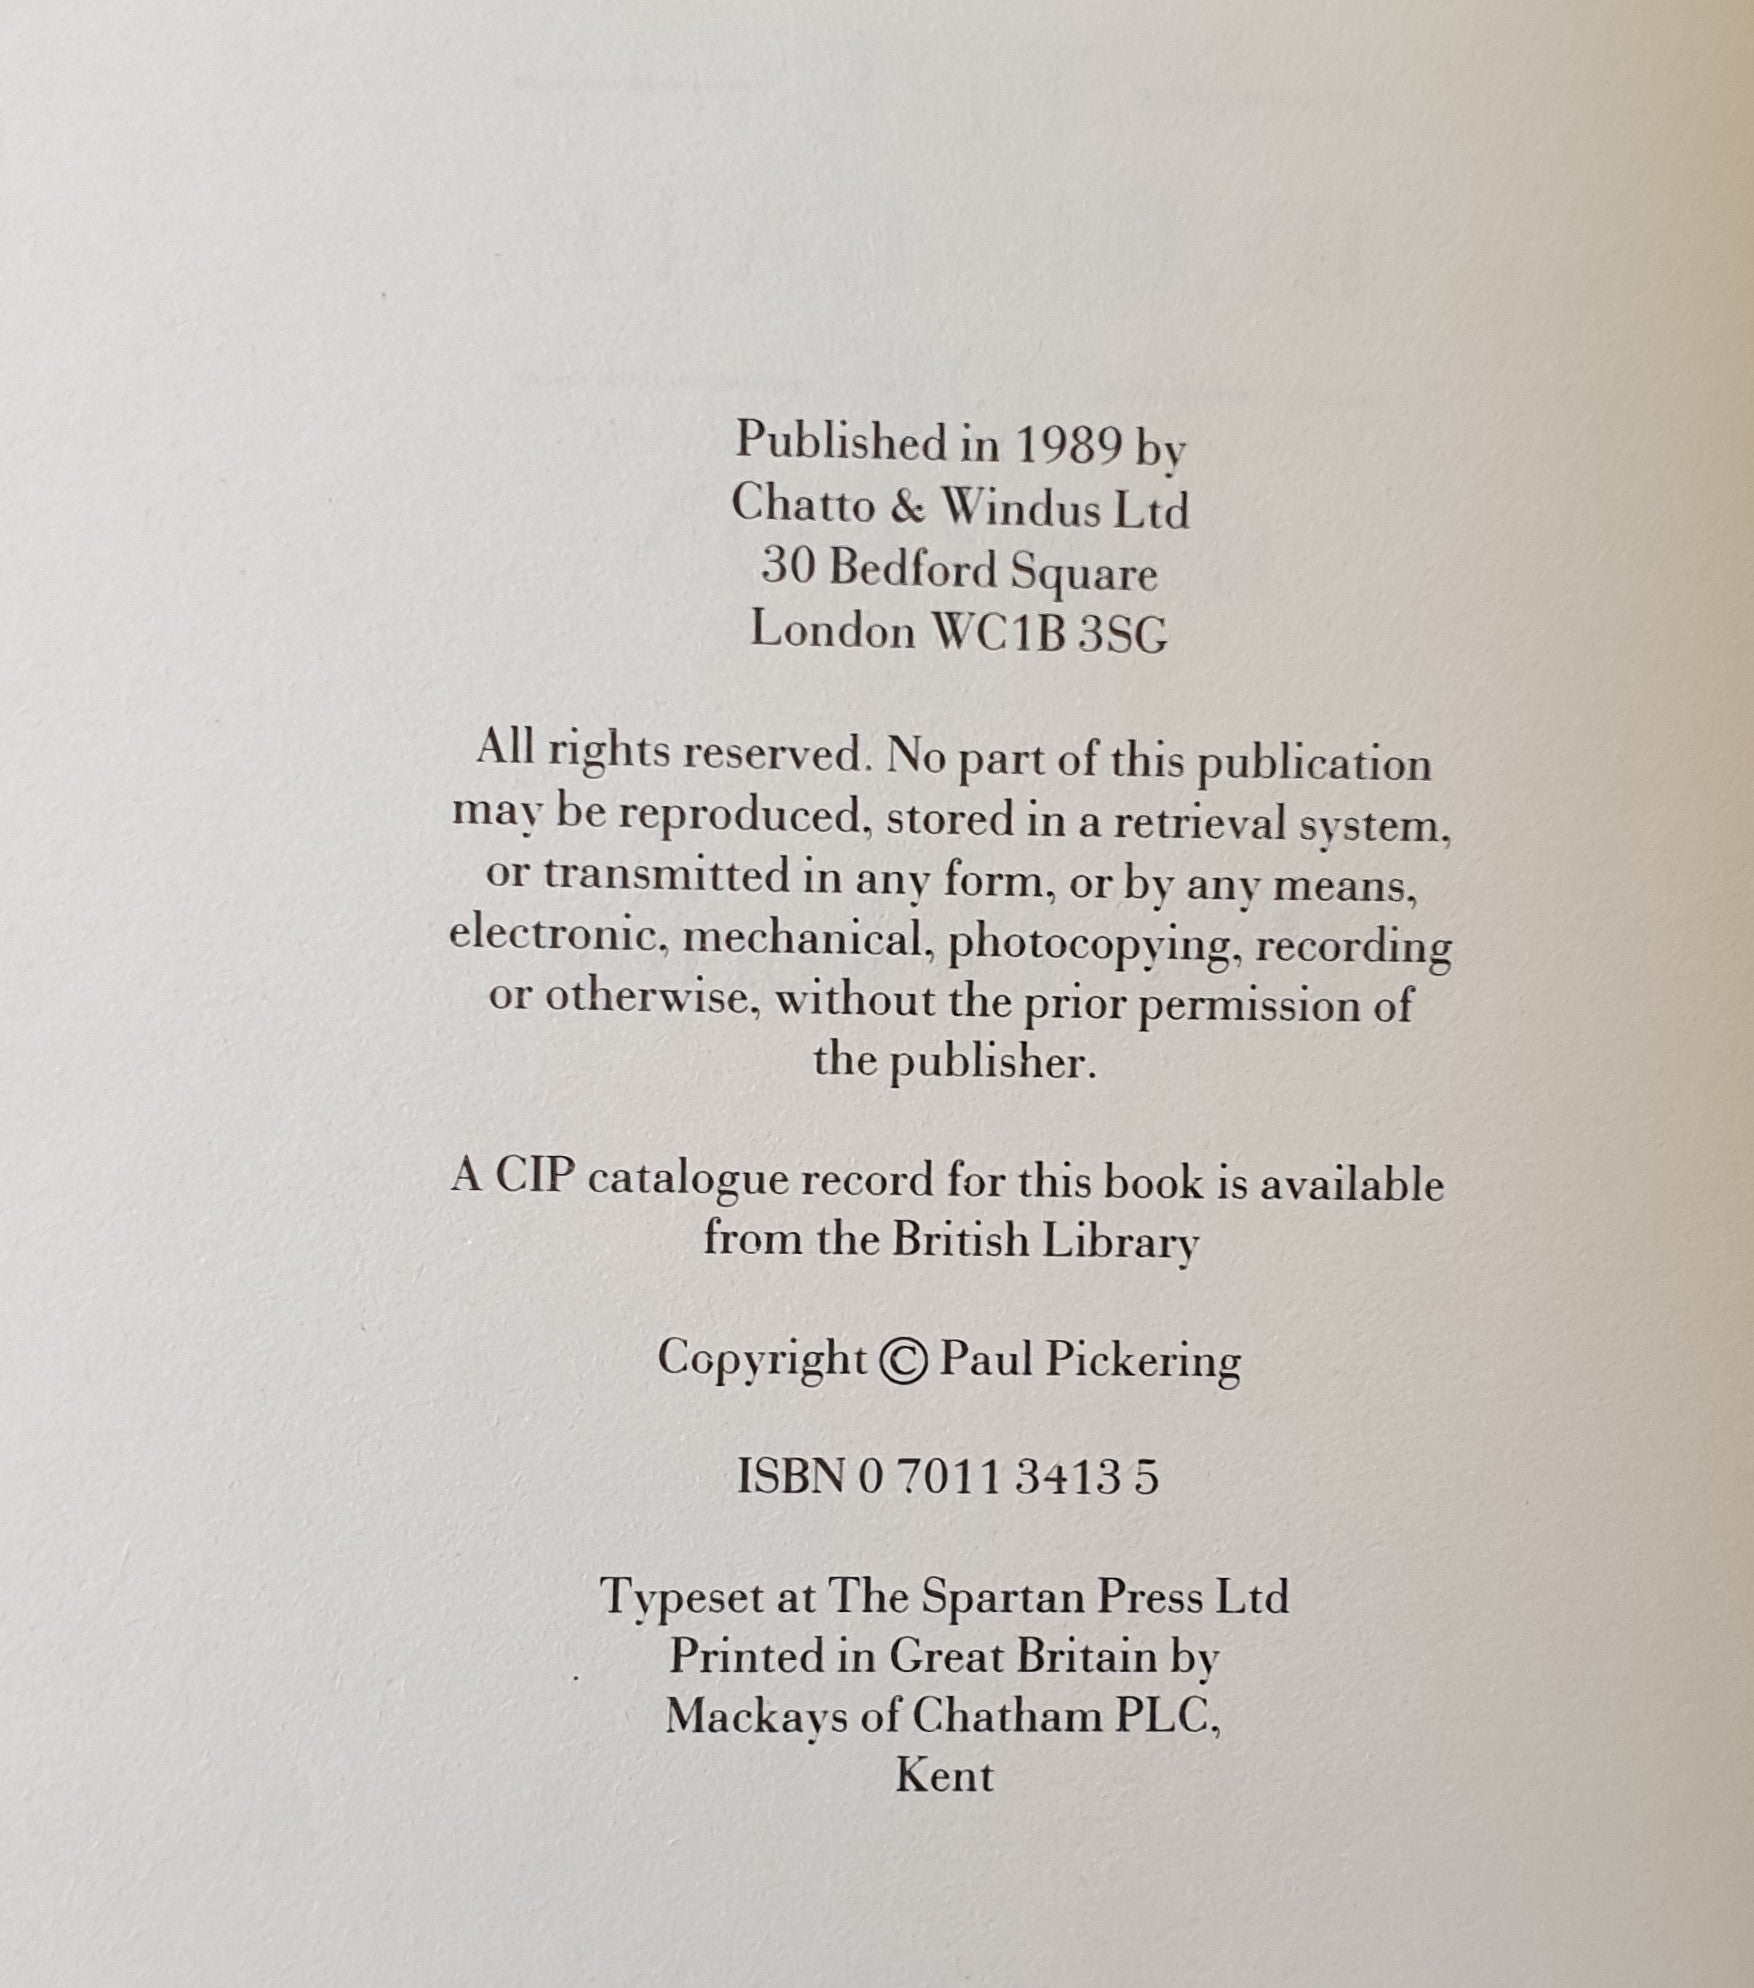 Published in 1989 by
Chatto & Windus Ltd
30 Bedford Square
London WC1B 3SG
All rights reserved. No part of this publication
may be reproduced, stored in a retrieval system,
or transmitted in any form, or by any means,
electronic, mechanical, photocopying, recording
or otherwise, without the prior permission of
the publisher.
A CIP catalogue record for this book is available
from the British Library
Copyright © Paul Pickering
ISBN 0 7011 3413 5
Typeset at The Spartan Press Ltd
Printed in Great Britain by
Mackays of Chatham PLC,
Kent